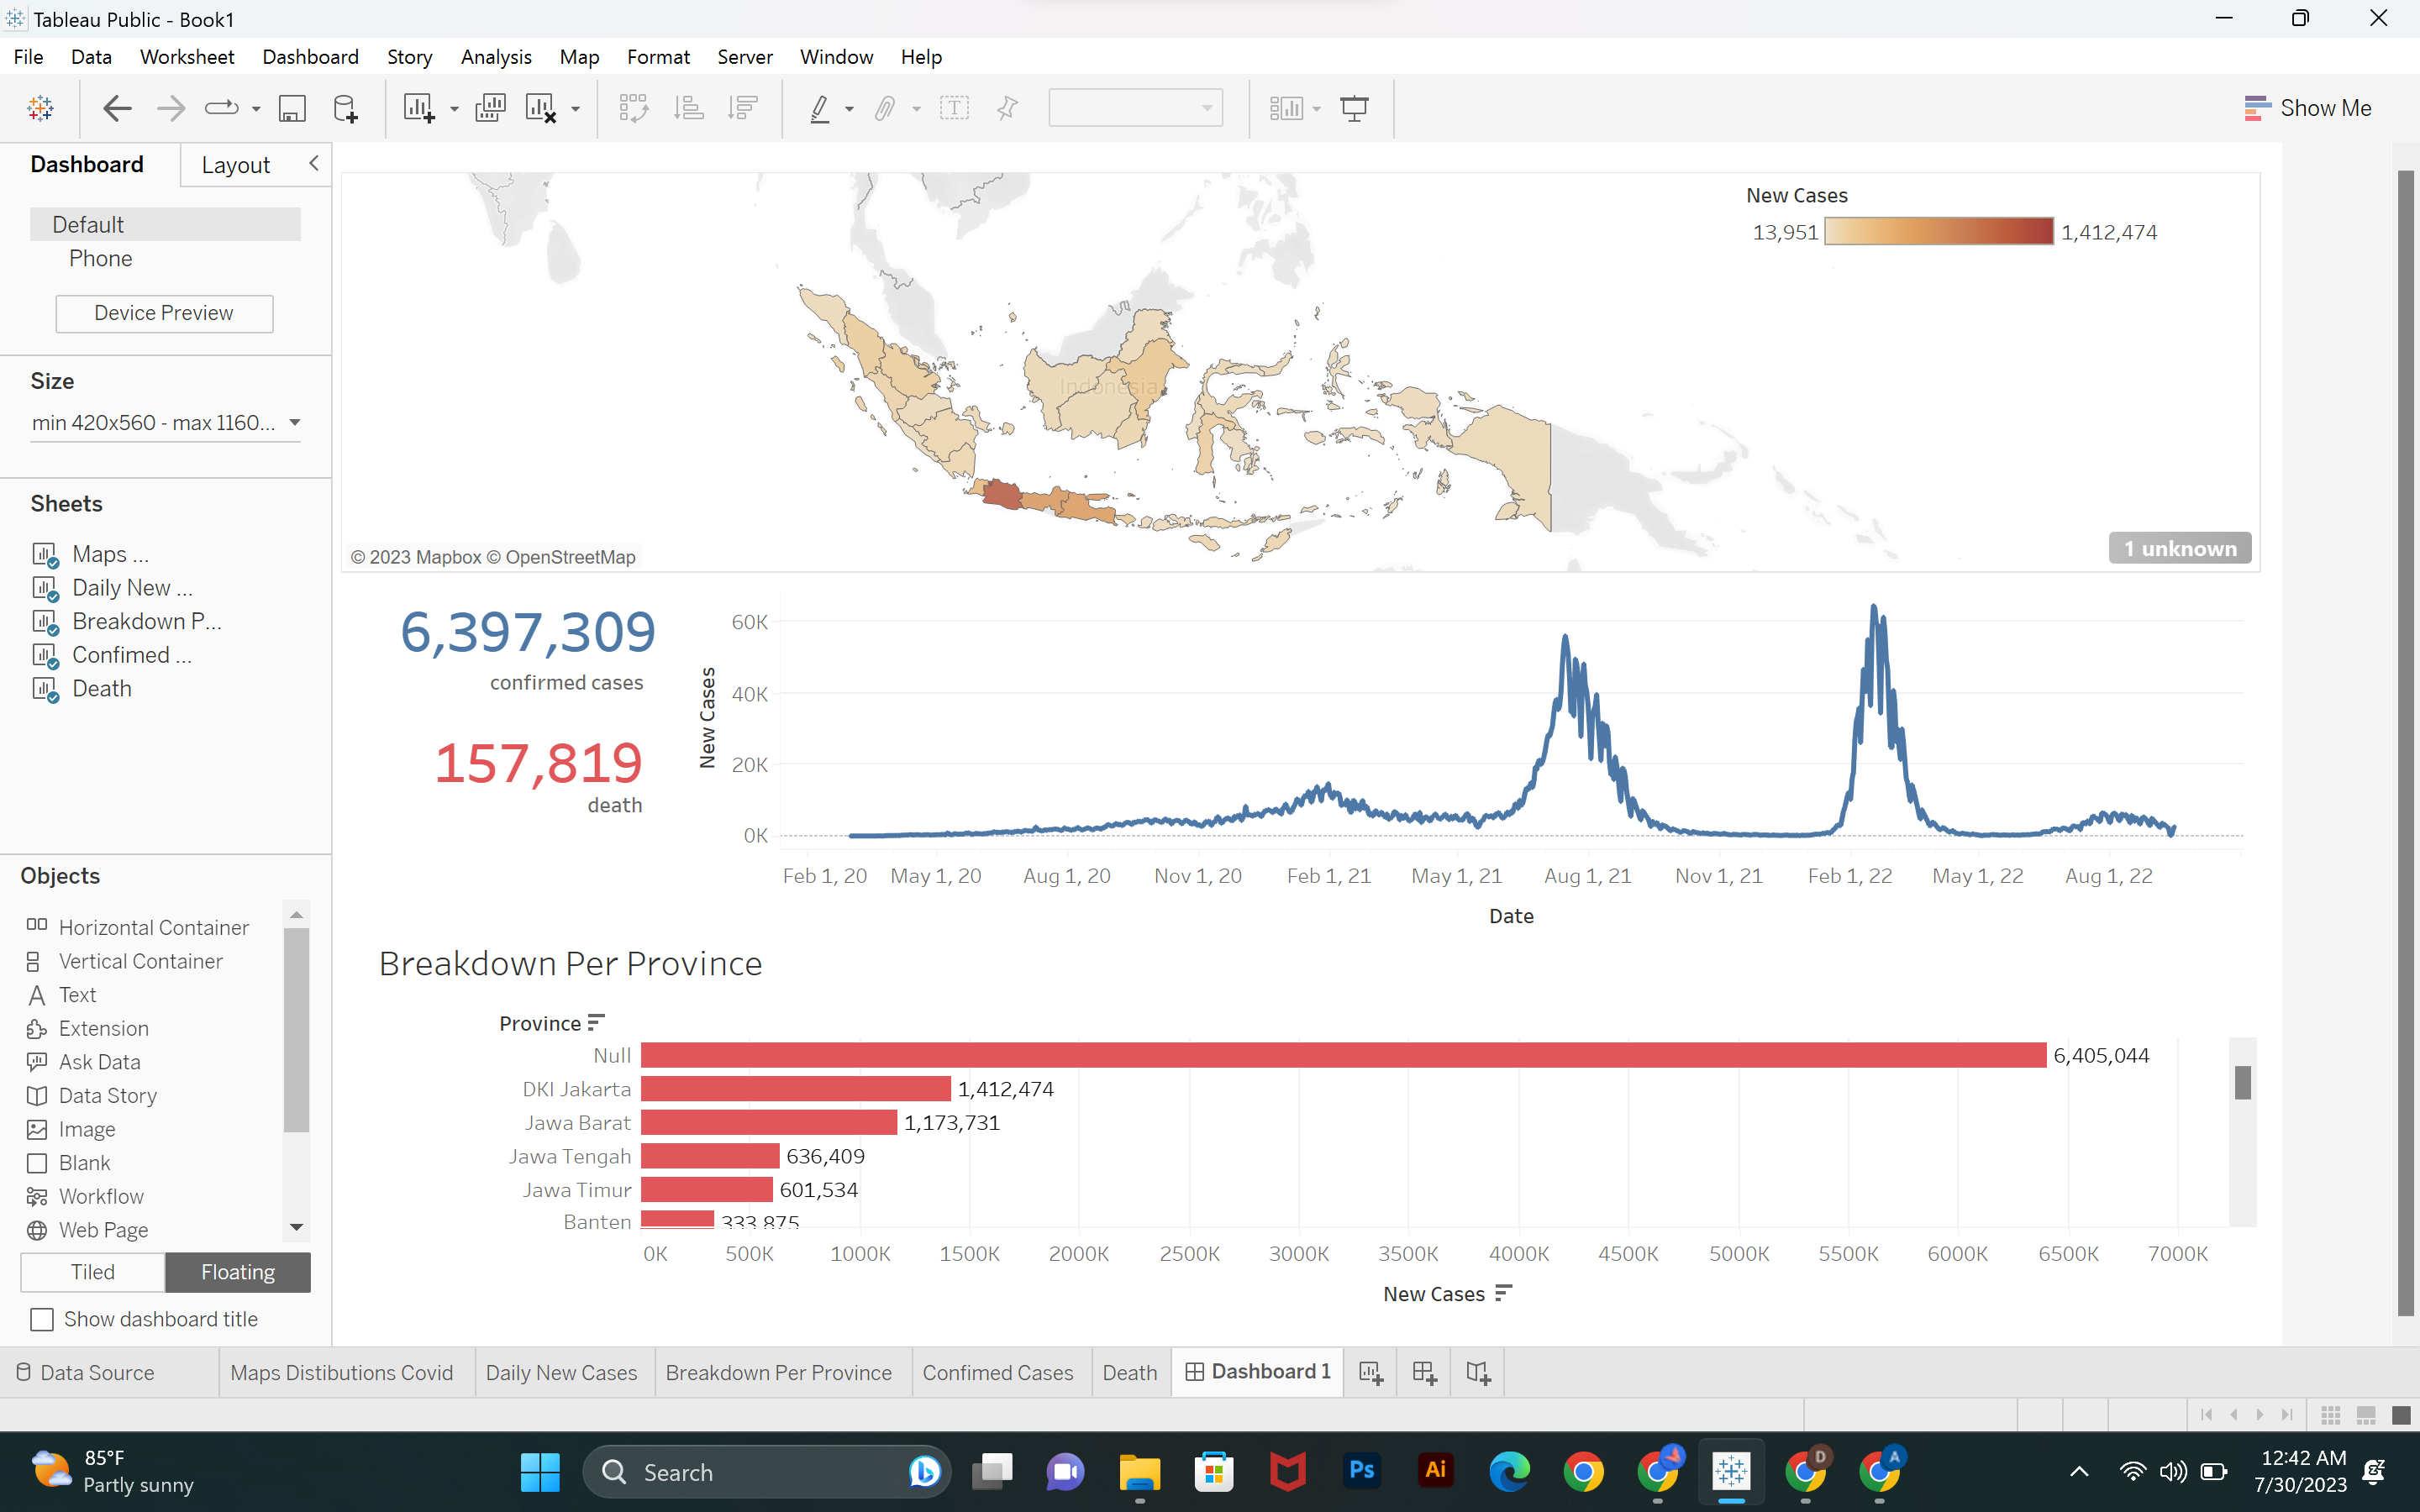 Tableau Public - Book1
File Data Worksheet Dashboard Story Analysis Map Format Server Window Help
Show Me
Dashboard Layout
Default
Phone
Device Preview
Size
min 420x560 - max 1160...
Sheets
Maps ...
Daily New ...
Breakdown P...
Confimed ...
Death
Objects
Horizontal Container
Vertical Container
Text
Extension
Ask Data
Data Story
Image
Blank
Workflow
Web Page
Tiled Floating
Show dashboard title
New Cases
13,951 1,412,474
Indonesia
© 2023 Mapbox © OpenStreetMap
1 unknown
6,397,309
confirmed cases
157,819
death
New Cases
60K
40K
20K
0K
Feb 1, 20 May 1, 20 Aug 1, 20 Nov 1, 20 Feb 1, 21 May 1, 21 Aug 1, 21 Nov 1, 21 Feb 1, 22 May 1, 22 Aug 1, 22
Date
Breakdown Per Province
Province
Null 6,405,044
DKI Jakarta 1,412,474
Jawa Barat 1,173,731
Jawa Tengah 636,409
Jawa Timur 601,534
Banten 333,875
0K 500K 1000K 1500K 2000K 2500K 3000K 3500K 4000K 4500K 5000K 5500K 6000K 6500K 7000K
New Cases
Data Source Maps Distibutions Covid Daily New Cases Breakdown Per Province Confimed Cases Death Dashboard 1
85°F
Partly sunny
Search
Ps
Ai
D
A
12:42 AM
7/30/2023